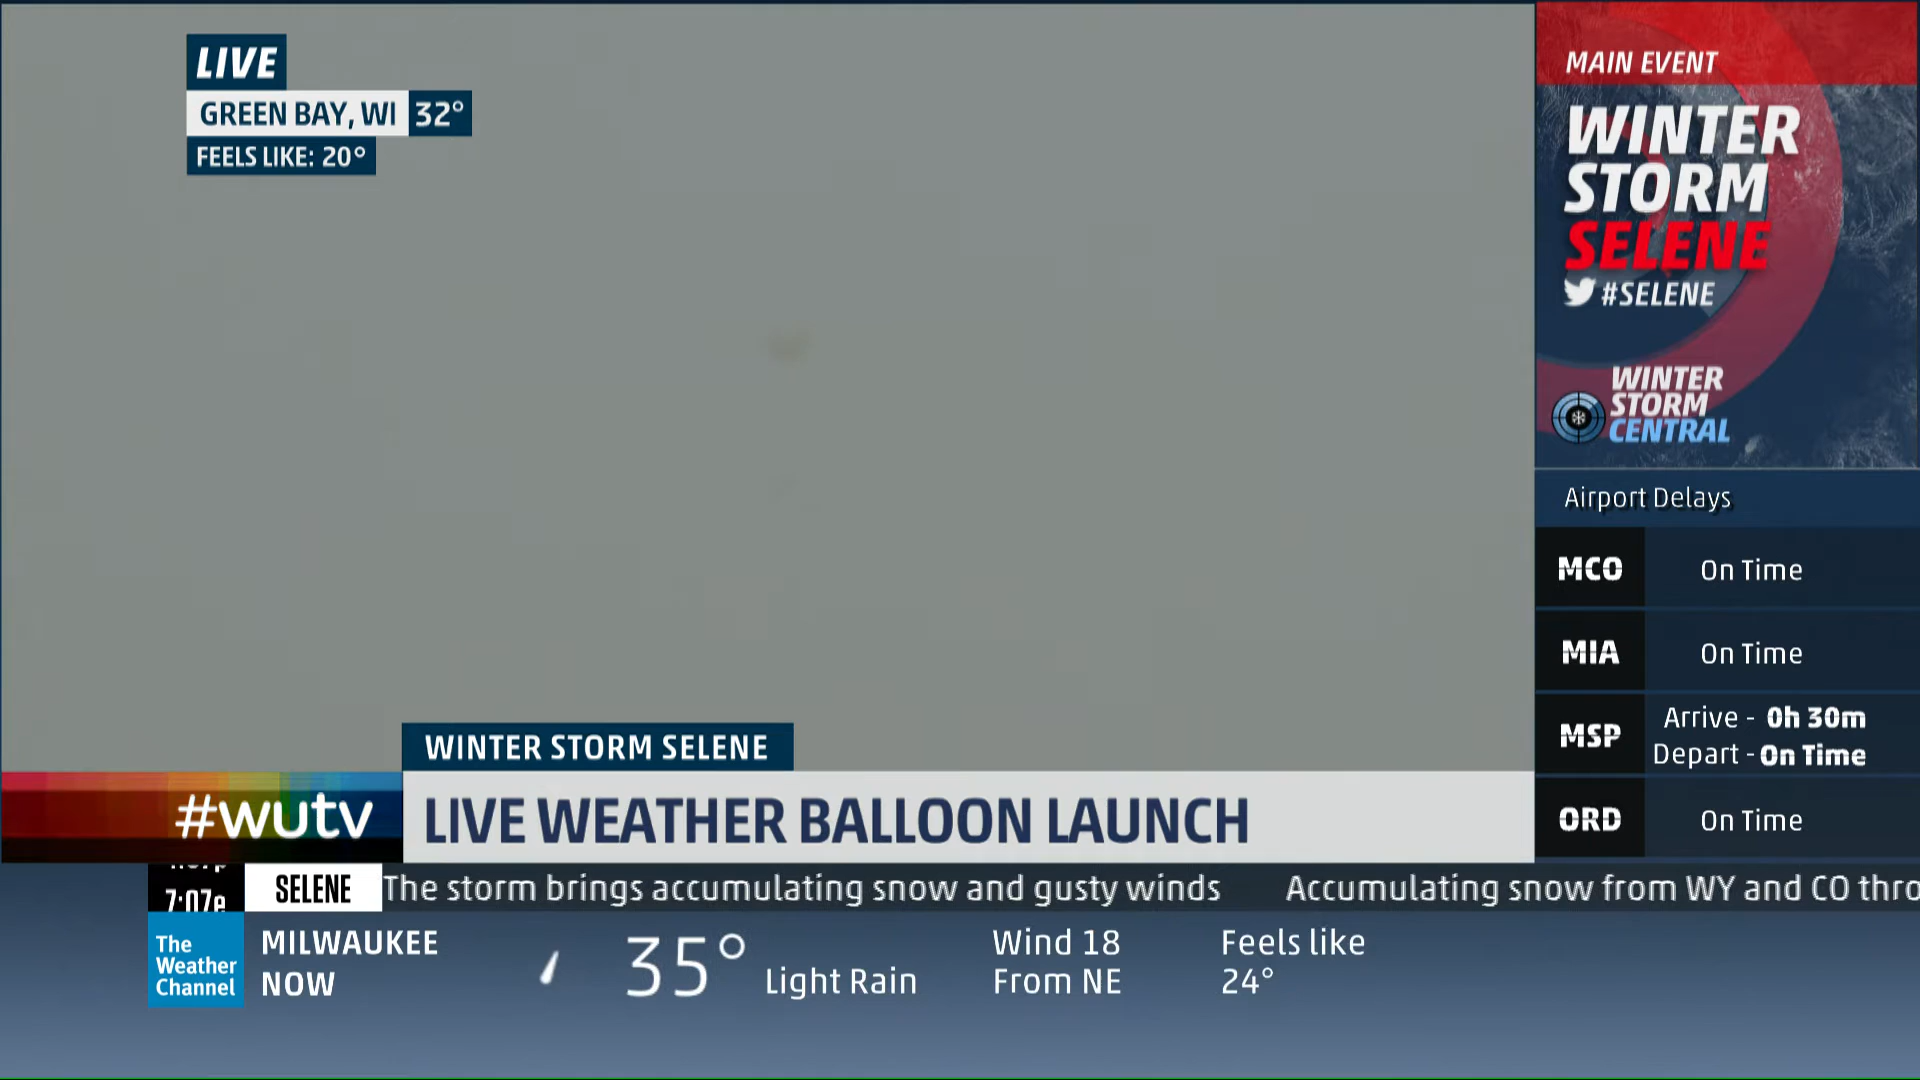 LIVE
GREEN BAY, WI 32°
FEELS LIKE: 20°
MAIN EVENT
WINTER
STORM
SELENE
#SELENE
WINTER
STORM
CENTRAL
Airport Delays
MCO On Time
MIA On Time
MSP Arrive - 0h 30m
Depart - On Time
ORD On Time
WINTER STORM SELENE
#wutv LIVE WEATHER BALLOON LAUNCH
7:07e SELENE The storm brings accumulating snow and gusty winds Accumulating snow from WY and CO thro
The
Weather
Channel
MILWAUKEE
NOW
35° Light Rain
Wind 18
From NE
Feels like
24°